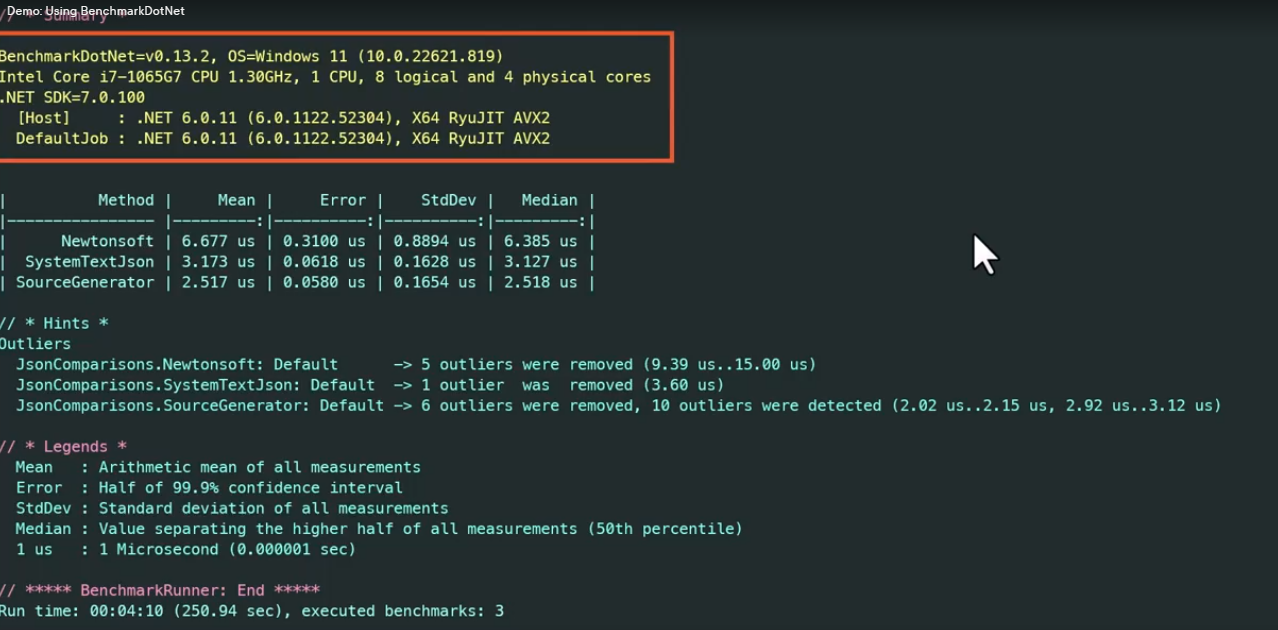 Demo: Using BenchmarkDotNet
// * Summary *
BenchmarkDotNet=v0.13.2, OS=Windows 11 (10.0.22621.819)
Intel Core i7-1065G7 CPU 1.30GHz, 1 CPU, 8 logical and 4 physical cores
.NET SDK=7.0.100
[Host]     : .NET 6.0.11 (6.0.1122.52304), X64 RyuJIT AVX2
DefaultJob : .NET 6.0.11 (6.0.1122.52304), X64 RyuJIT AVX2
|          Method |     Mean |     Error |    StdDev |   Median |
|---------------- |---------:|----------:|----------:|---------:|
|      Newtonsoft | 6.677 us | 0.3100 us | 0.8894 us | 6.385 us |
|  SystemTextJson | 3.173 us | 0.0618 us | 0.1628 us | 3.127 us |
| SourceGenerator | 2.517 us | 0.0580 us | 0.1654 us | 2.518 us |
// * Hints *
Outliers
JsonComparisons.Newtonsoft: Default      -> 5 outliers were removed (9.39 us..15.00 us)
JsonComparisons.SystemTextJson: Default  -> 1 outlier  was  removed (3.60 us)
JsonComparisons.SourceGenerator: Default -> 6 outliers were removed, 10 outliers were detected (2.02 us..2.15 us, 2.92 us..3.12 us)
// * Legends *
Mean   : Arithmetic mean of all measurements
Error  : Half of 99.9% confidence interval
StdDev : Standard deviation of all measurements
Median : Value separating the higher half of all measurements (50th percentile)
1 us   : 1 Microsecond (0.000001 sec)
// ***** BenchmarkRunner: End *****
Run time: 00:04:10 (250.94 sec), executed benchmarks: 3